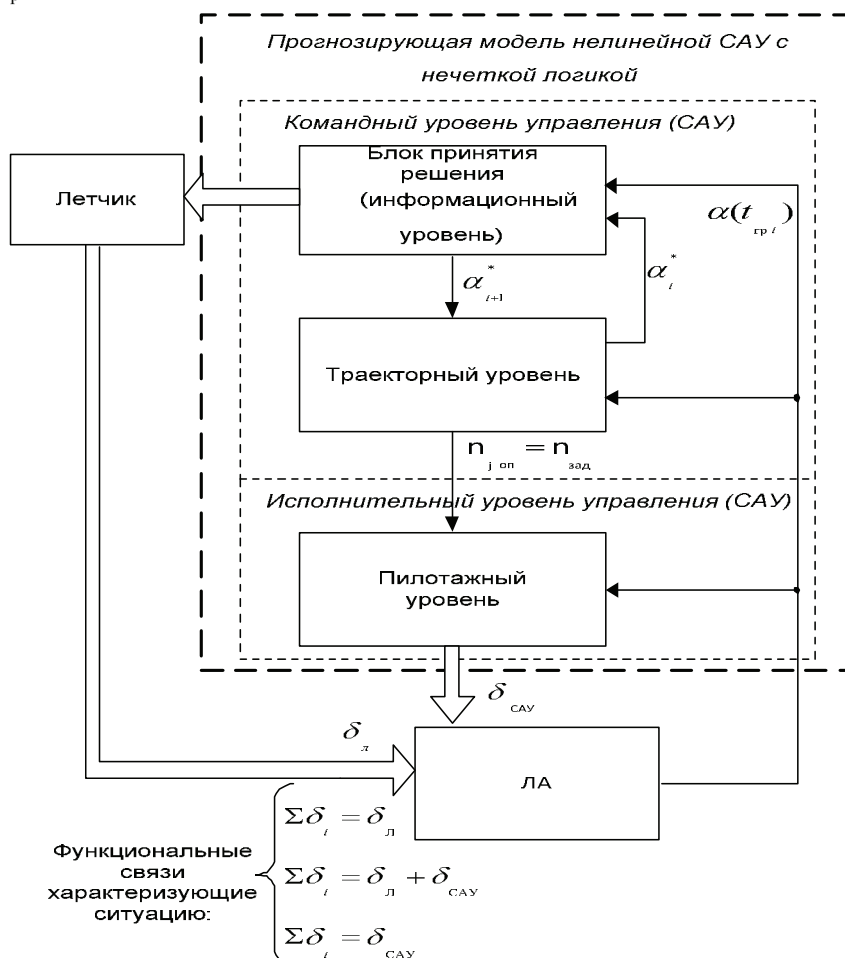 р
Прогнозирующая модель нелинейной САУ с
нечеткой логикой
Командный уровень управления (САУ)
Блок принятия
решения
(информационный
уровень)
Летчик
α(t гр i)
α*i+1
α*i
Траекторный уровень
n j оп = n зад
Исполнительный уровень управления (САУ)
Пилотажный
уровень
δ САУ
δ л
ЛА
Функциональные
связи
характеризующие
ситуацию:
Σδ i = δ Л
Σδ i = δ Л + δ САУ
Σδ i = δ САУ